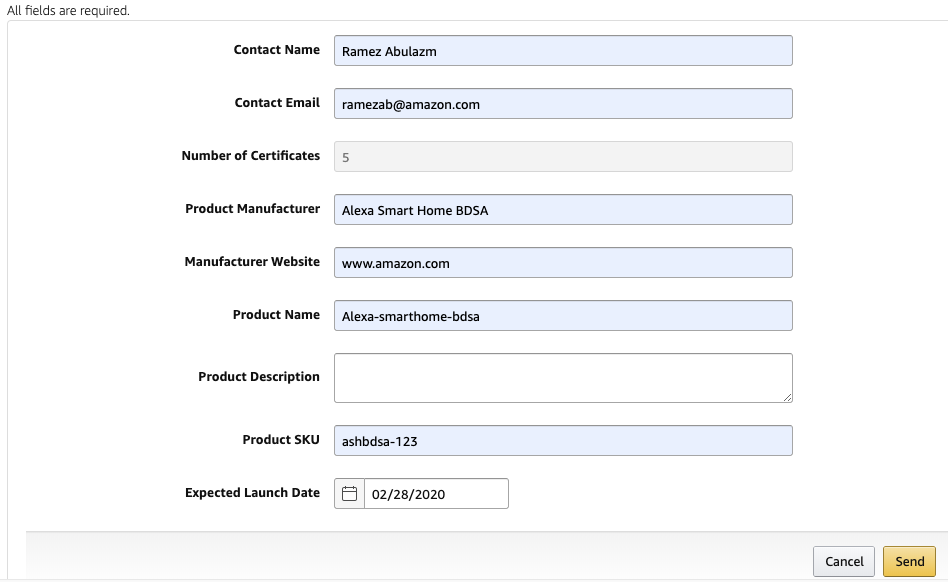 All fields are required.
Contact Name Ramez Abulazm
Contact Email ramezab@amazon.com
Number of Certificates 5
Product Manufacturer Alexa Smart Home BDSA
Manufacturer Website www.amazon.com
Product Name Alexa-smarthome-bdsa
Product Description
Product SKU ashbdsa-123
Expected Launch Date 02/28/2020
Cancel Send